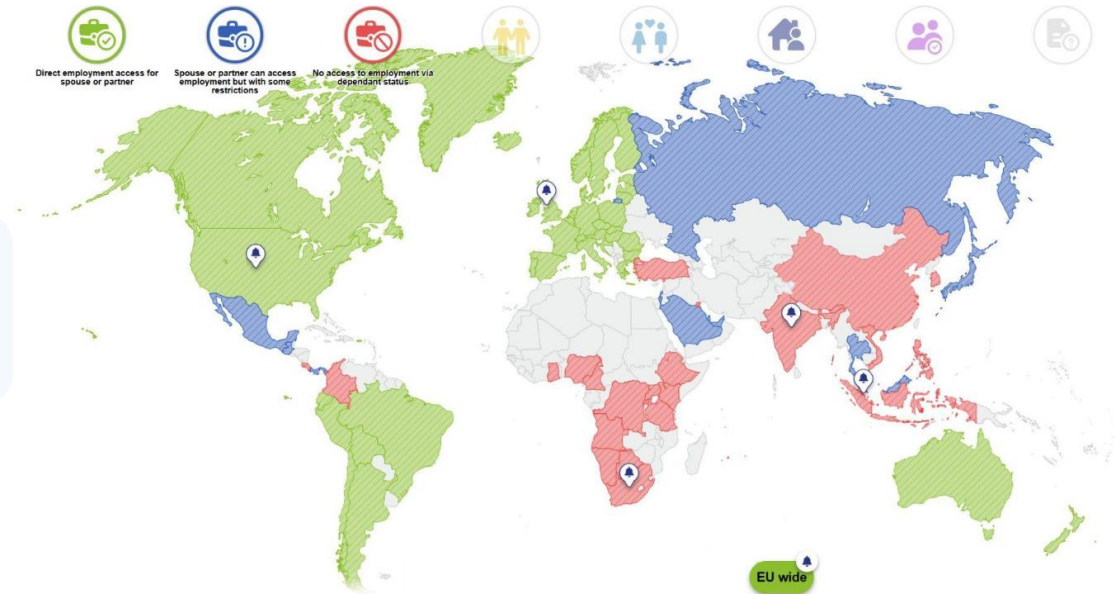 Direct employment access for
spouse or partner
Spouse or partner can access
employment but with some
restrictions
No access to employment via
dependant status
EU wide